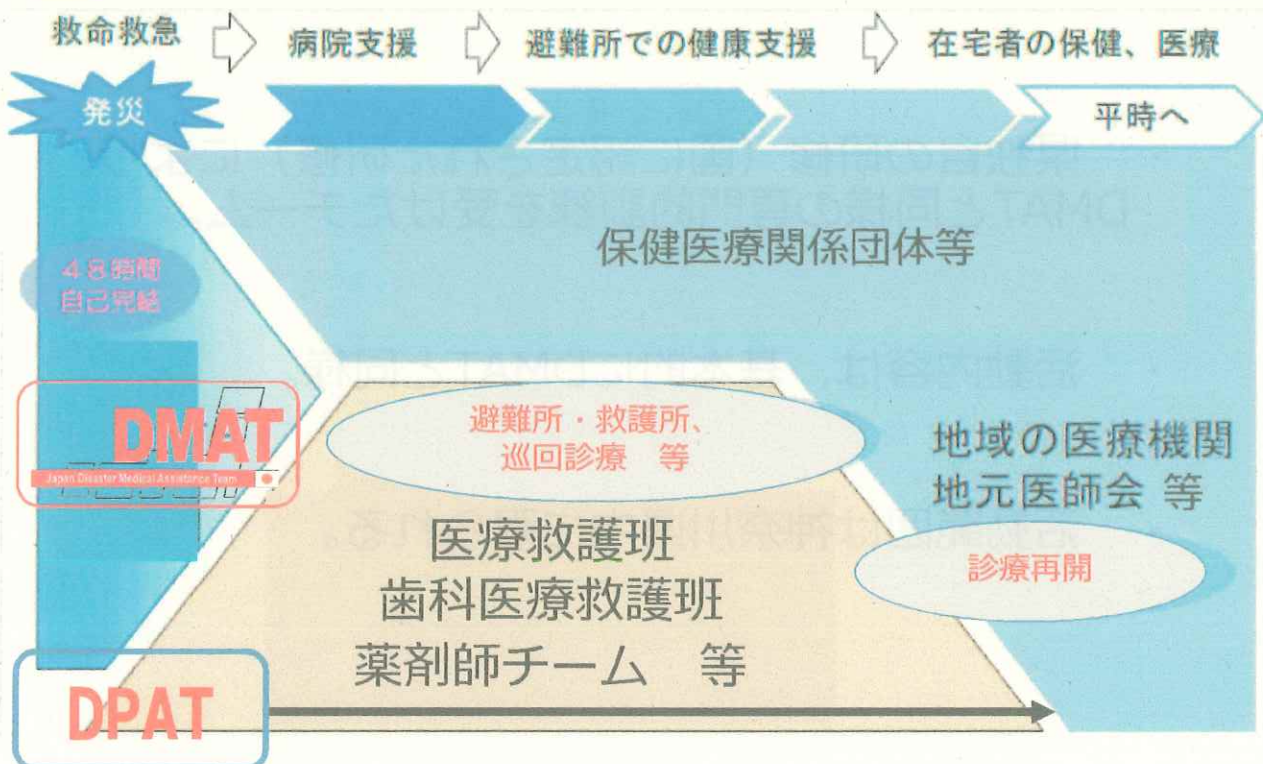 救命救急 病院支援 避難所での健康支援 在宅者の保健、医療
発災
平時へ
保健医療関係団体等
48時間
自己完結
DMAT
Japan Disaster Medical Assistance Team
避難所・救護所、
巡回診療 等
地域の医療機関
地元医師会 等
診療再開
医療救護班
歯科医療救護班
薬剤師チーム 等
DPAT